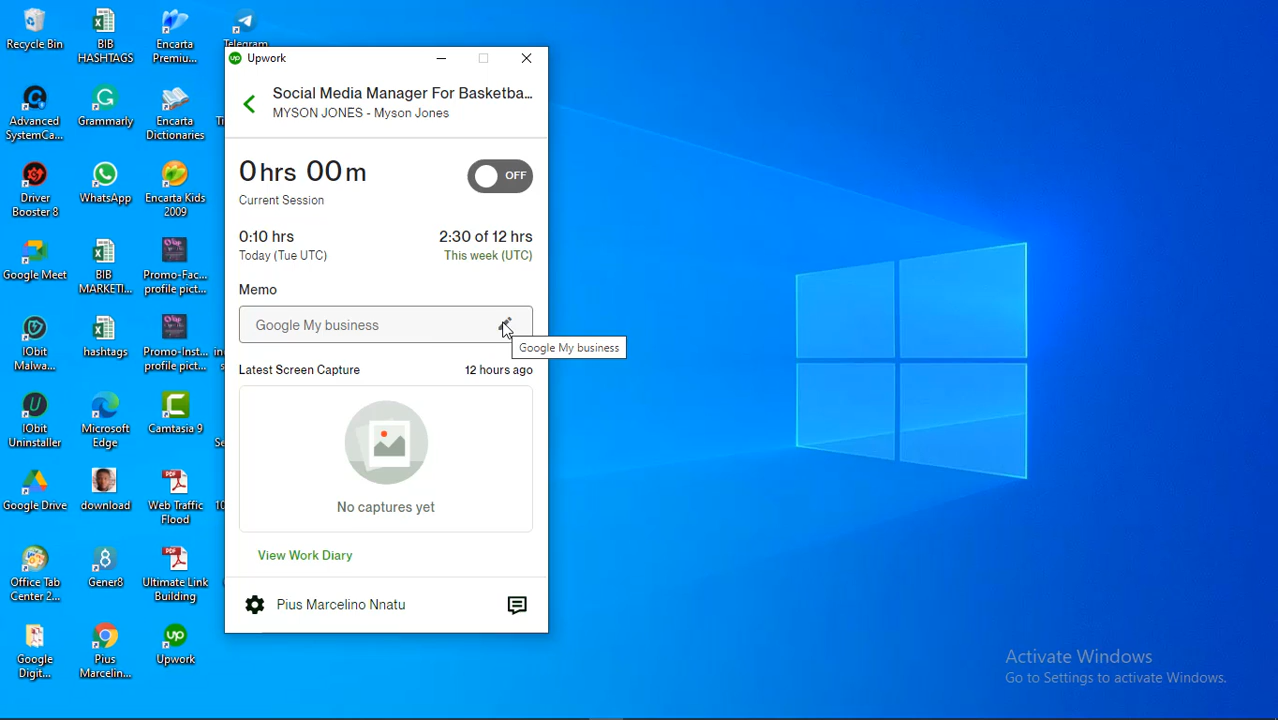 Recycle Bin
BIB HASHTAGS
Encarta Premiu...
Telegram
Advanced SystemCa...
Grammarly
Encarta Dictionaries
Driver Booster 8
WhatsApp
Encarta Kids 2009
Google Meet
BIB MARKETI...
Promo-Fac... profile pict...
IObit Malwa...
hashtags
Promo-Inst... profile pict...
IObit Uninstaller
Microsoft Edge
Camtasia 9
Google Drive
download
Web Traffic Flood
Office Tab Center 2...
Gener8
Ultimate Link Building
Google Digit...
Pius Marcelin...
Upwork
up Upwork
Social Media Manager For Basketba...
MYSON JONES - Myson Jones
0 hrs 00 m
OFF
Current Session
0:10 hrs
2:30 of 12 hrs
Today (Tue UTC)
This week (UTC)
Memo
Google My business
Google My business
Latest Screen Capture
12 hours ago
No captures yet
View Work Diary
Pius Marcelino Nnatu
Activate Windows
Go to Settings to activate Windows.